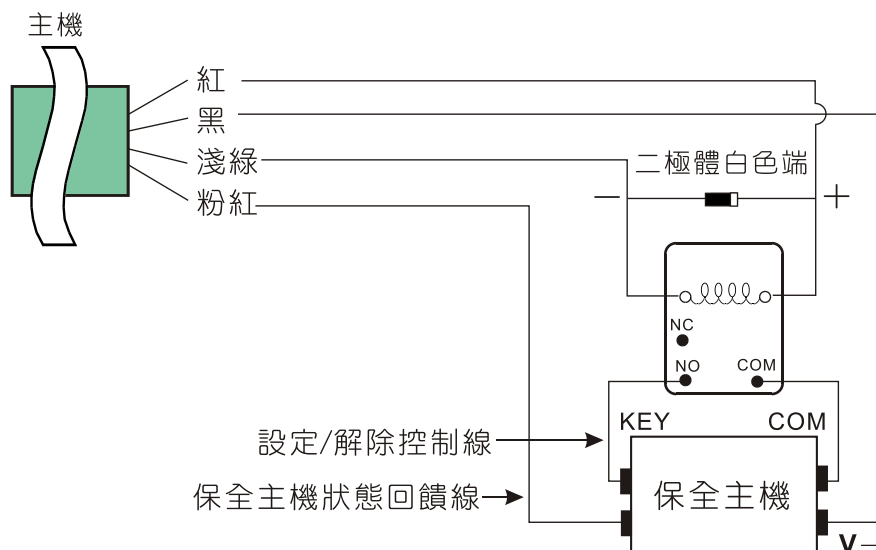 主機
紅
黑
淺綠
粉紅
二極體白色端
— +
NC
NO COM
KEY COM
設定/解除控制線
保全主機狀態回饋線
保全主機
V—